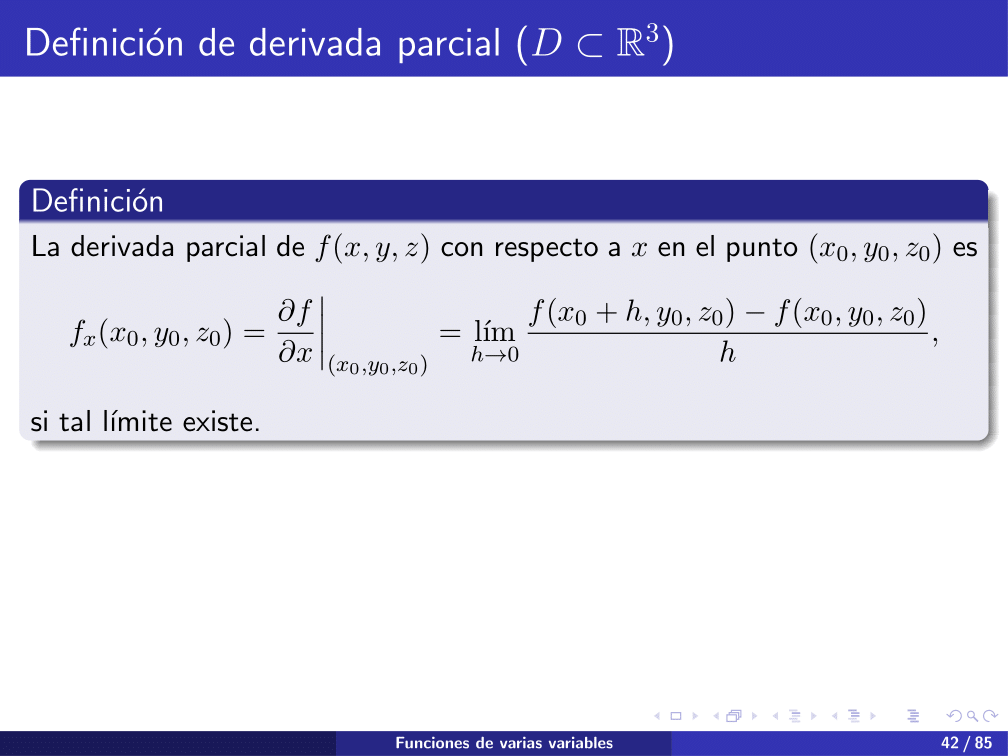 Definición de derivada parcial (D ⊂ ℝ³)
Definición
La derivada parcial de f(x, y, z) con respecto a x en el punto (x₀, y₀, z₀) es
fₓ(x₀, y₀, z₀) = ∂f/∂x|(x₀,y₀,z₀) = lím h→0 f(x₀ + h, y₀, z₀) − f(x₀, y₀, z₀)/h,
si tal límite existe.
Funciones de varias variables 42 / 85